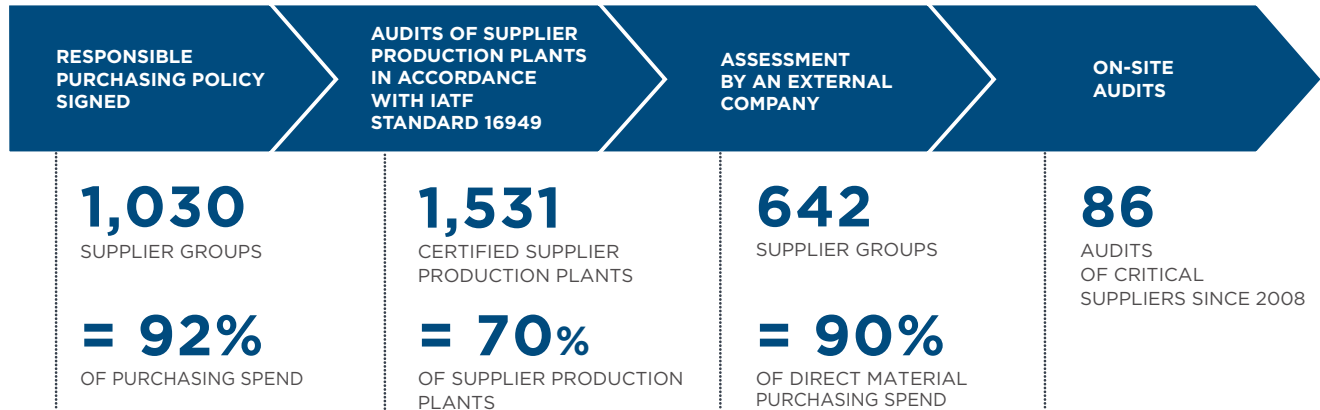 RESPONSIBLE
PURCHASING POLICY
SIGNED
AUDITS OF SUPPLIER
PRODUCTION PLANTS
IN ACCORDANCE
WITH IATF
STANDARD 16949
ASSESSMENT
BY AN EXTERNAL
COMPANY
ON-SITE
AUDITS
1,030
SUPPLIER GROUPS
= 92%
OF PURCHASING SPEND
1,531
CERTIFIED SUPPLIER
PRODUCTION PLANTS
= 70%
OF SUPPLIER PRODUCTION
PLANTS
642
SUPPLIER GROUPS
= 90%
OF DIRECT MATERIAL
PURCHASING SPEND
86
AUDITS
OF CRITICAL
SUPPLIERS SINCE 2008